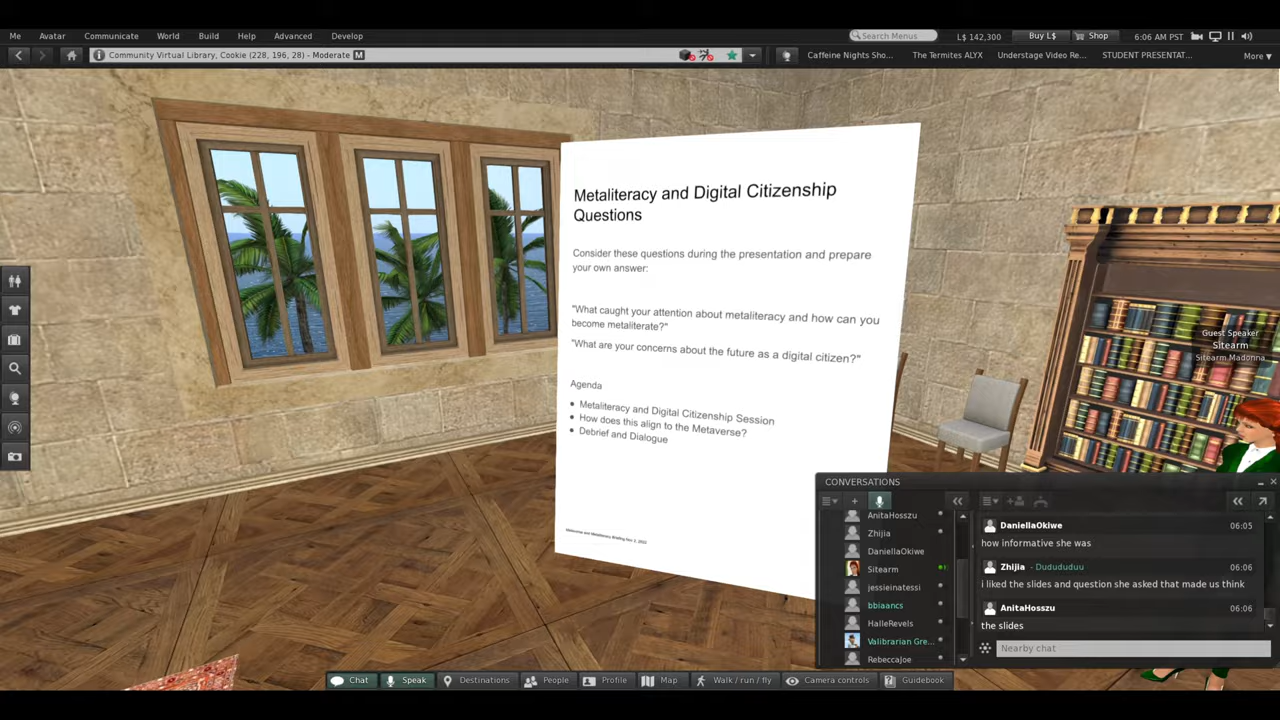 Me Avatar Communicate World Build Help Advanced Develop
Search Menus
L$ 142,300
Buy L$
Shop
6:06 AM PST
Community Virtual Library, Cookie (228, 196, 28) - Moderate M
Caffeine Nights Sho...
The Termites ALYX
Understage Video Re...
STUDENT PRESENTAT...
More
Metaliteracy and Digital Citizenship
Questions
Consider these questions during the presentation and prepare
your own answer:
"What caught your attention about metaliteracy and how can you
become metaliterate?"
"What are your concerns about the future as a digital citizen?"
Agenda
• Metaliteracy and Digital Citizenship Session
• How does this align to the Metaverse?
• Debrief and Dialogue
Guest Speaker
Sitearm
Sitearm Madonna
CONVERSATIONS
AnitaHosszu
Zhijia
DaniellaOkiwe
Sitearm
jessieinatessi
bbiaancs
HalleRevels
Valibrarian Gre...
RebeccaJoe
DaniellaOkiwe 06:05
how informative she was
Zhijia - Dudududuu 06:06
i liked the slides and question she asked that made us think
AnitaHosszu 06:06
the slides
Nearby chat
Chat Speak Destinations People Profile Map Walk / run / fly Camera controls Guidebook